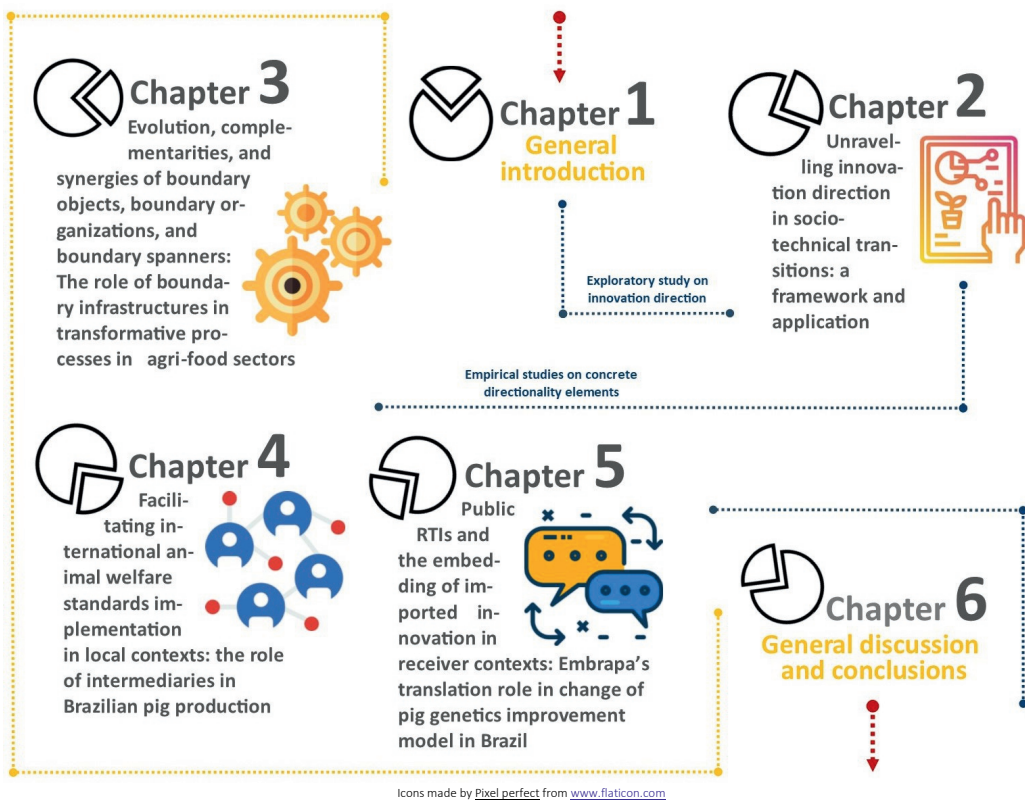 Chapter 1
General
introduction
Exploratory study on
innovation direction
Chapter 2
Unravel-
ling innova-
tion direction
in socio-
technical tran-
sitions: a
framework and
application
Empirical studies on concrete
directionality elements
Chapter 3
Evolution, comple-
mentarities, and
synergies of boundary
objects, boundary or-
ganizations, and
boundary spanners:
The role of bounda-
ry infrastructures in
transformative pro-
cesses in agri-food sectors
Chapter 4
Facili-
tating in-
ternational an-
imal welfare
standards im-
plementation
in local contexts: the role
of intermediaries in
Brazilian pig production
Chapter 5
Public
RTIs and
the embed-
ding of im-
ported in-
novation in
receiver contexts: Embrapa's
translation role in change of
pig genetics improvement
model in Brazil
Chapter 6
General discussion
and conclusions
Icons made by Pixel perfect from www.flaticon.com